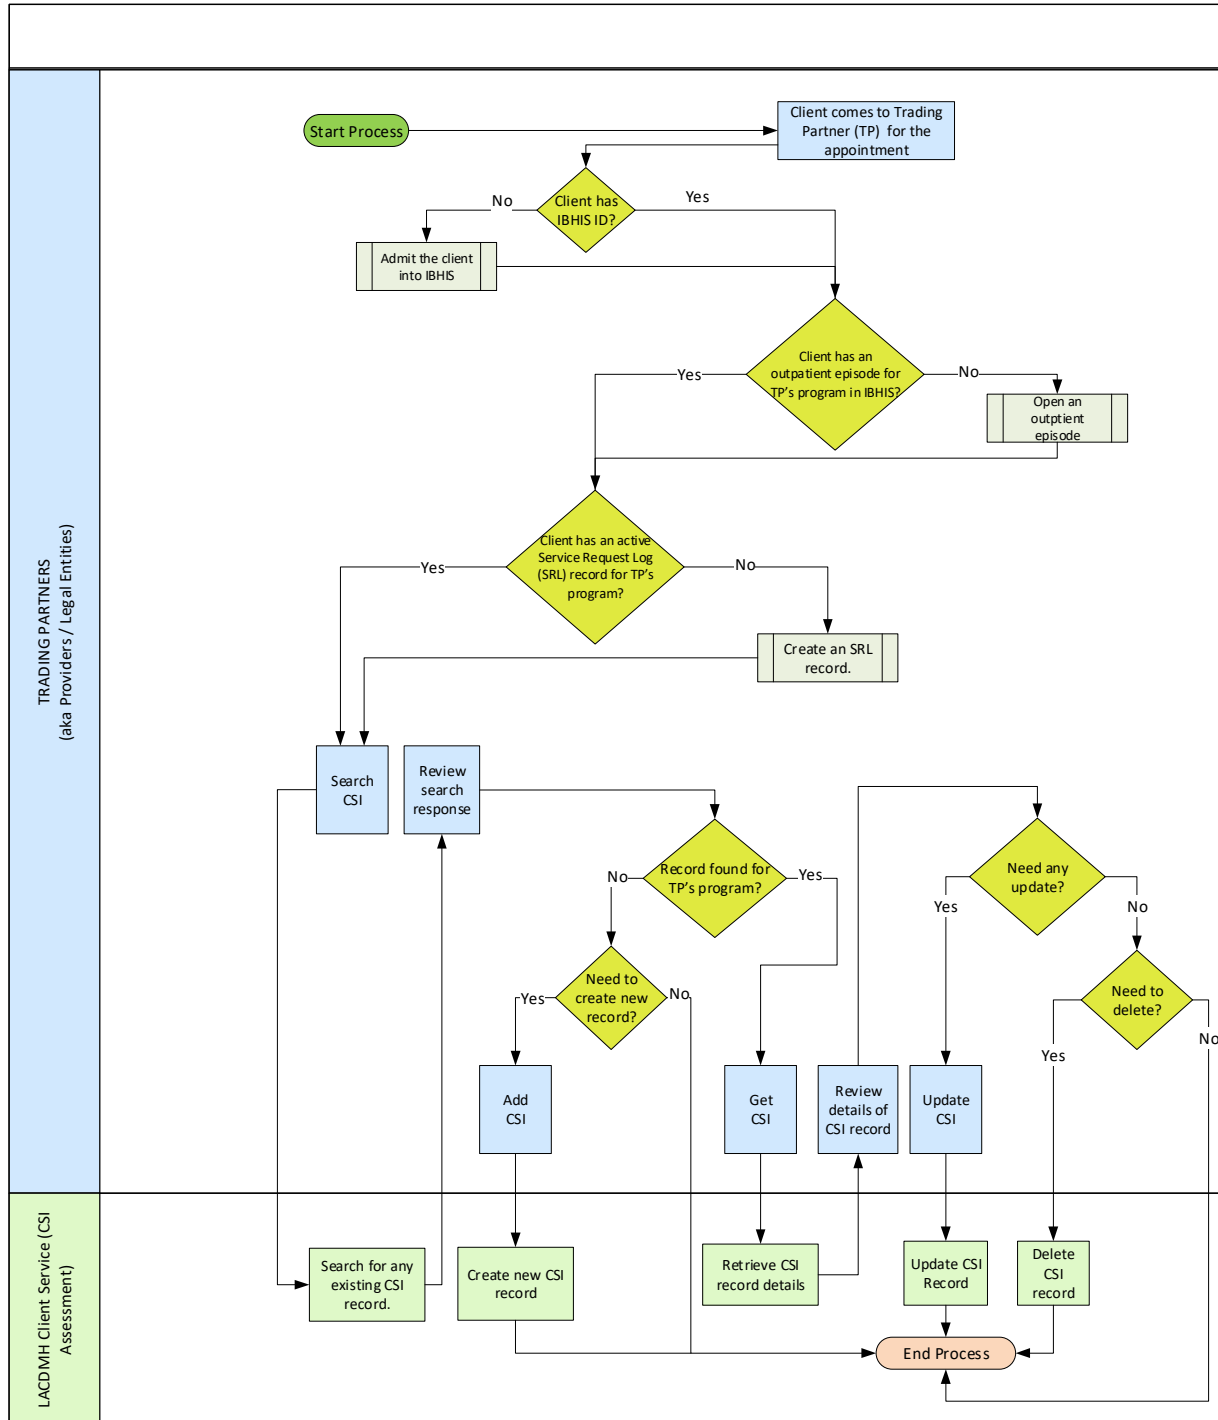 Start Process
Client comes to Trading
Partner (TP) for the
appointment
Client has
IBHIS ID?
No
Yes
Admit the client
into IBHIS
Client has an
outpatient episode for
TP's program in IBHIS?
Yes
No
Open an
outptient
episode
Client has an active
Service Request Log
(SRL) record for TP's
program?
Yes
No
Create an SRL
record.
TRADING PARTNERS
(aka Providers / Legal Entities)
Search
CSI
Review
search
response
Record found for
TP's program?
No
Yes
Need any
update?
Yes
No
Need to
create new
record?
Yes
No
Need to
delete?
Yes
No
Add
CSI
Get
CSI
Review
details of
CSI record
Update
CSI
LACDMH Client Service (CSI
Assessment)
Search for any
existing CSI
record.
Create new CSI
record
Retrieve CSI
record details
Update CSI
Record
Delete
CSI
record
End Process